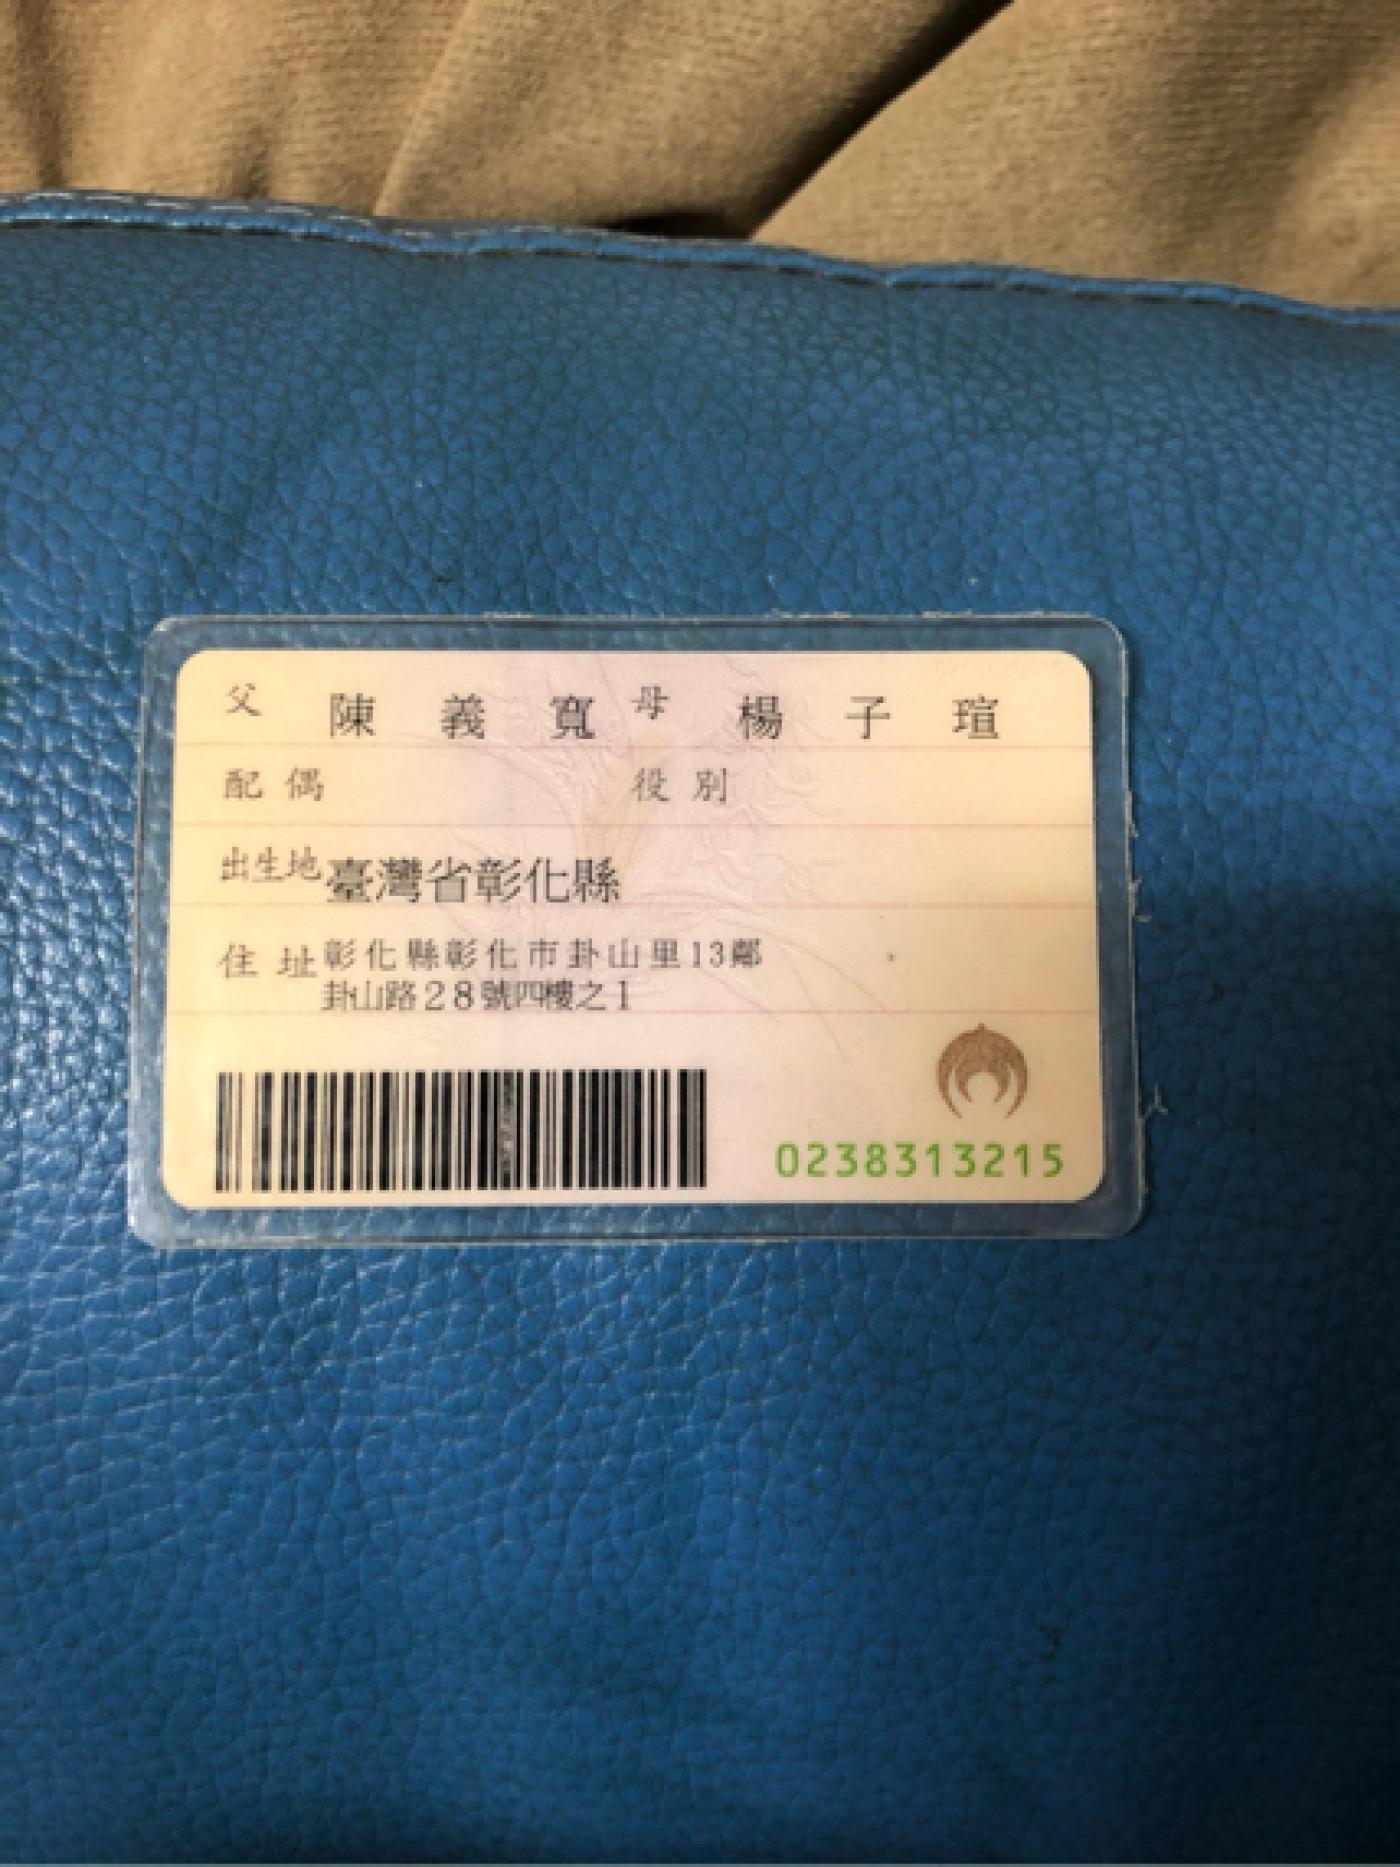 父 陳義寬 母 楊子瑄
配偶 役別
出生地 臺灣省彰化縣
住址 彰化縣彰化市卦山里13鄰
卦山路28號四樓之1
0238313215